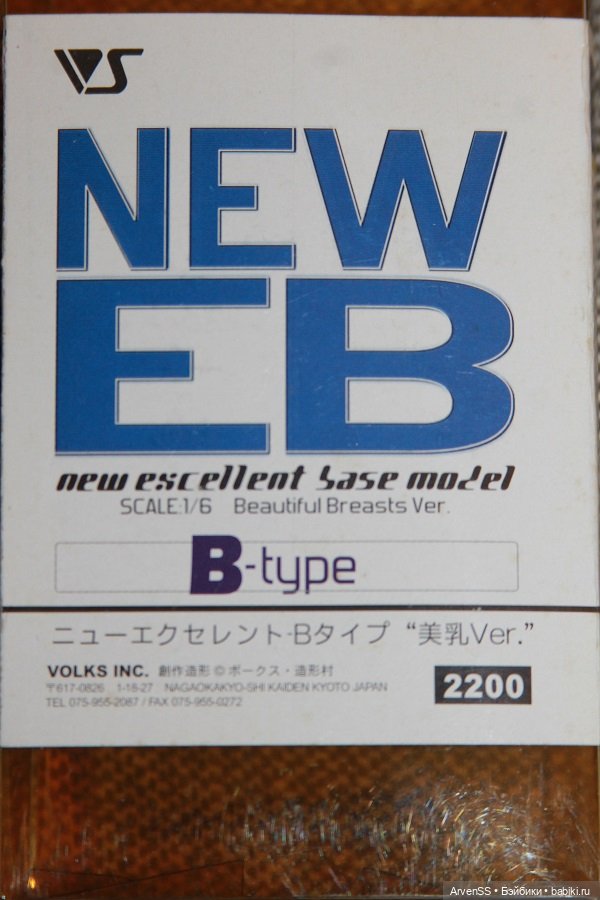 VS
NEW
EB
new excellent base model
SCALE:1/6 Beautiful Breasts Ver.
B-type
ニューエクセレント-Bタイプ “美乳Ver.”
VOLKS INC. 創作造形©ボークス・造形村
〒617-0826 1-16-27 NAGAOKAKYO-SHI KAIDEN KYOTO JAPAN
TEL 075-955-2087 / FAX 075-955-0272
2200
ArvenSS • Бэйбики • babiki.ru